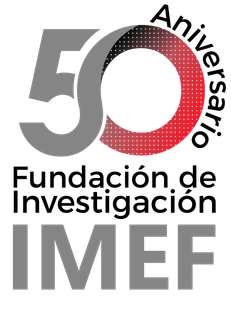 50
Aniversario
Fundación de
Investigación
IMEF